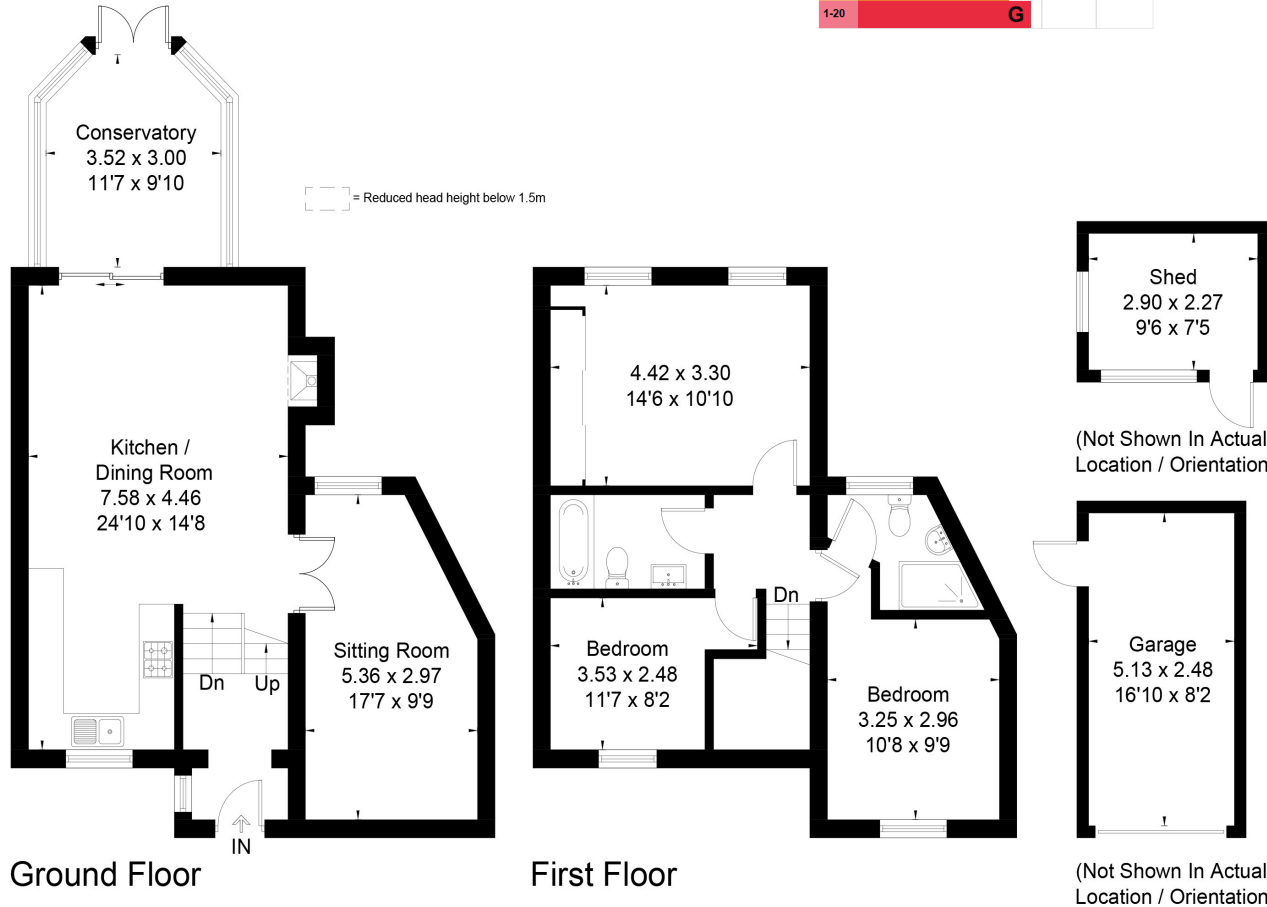 1-20
G
Conservatory
3.52 x 3.00
11'7 x 9'10
= Reduced head height below 1.5m
Kitchen /
Dining Room
7.58 x 4.46
24'10 x 14'8
Dn
Up
Sitting Room
5.36 x 2.97
17'7 x 9'9
IN
Ground Floor
4.42 x 3.30
14'6 x 10'10
Dn
Bedroom
3.53 x 2.48
11'7 x 8'2
Bedroom
3.25 x 2.96
10'8 x 9'9
First Floor
Shed
2.90 x 2.27
9'6 x 7'5
(Not Shown In Actual
Location / Orientation
Garage
5.13 x 2.48
16'10 x 8'2
(Not Shown In Actual
Location / Orientation